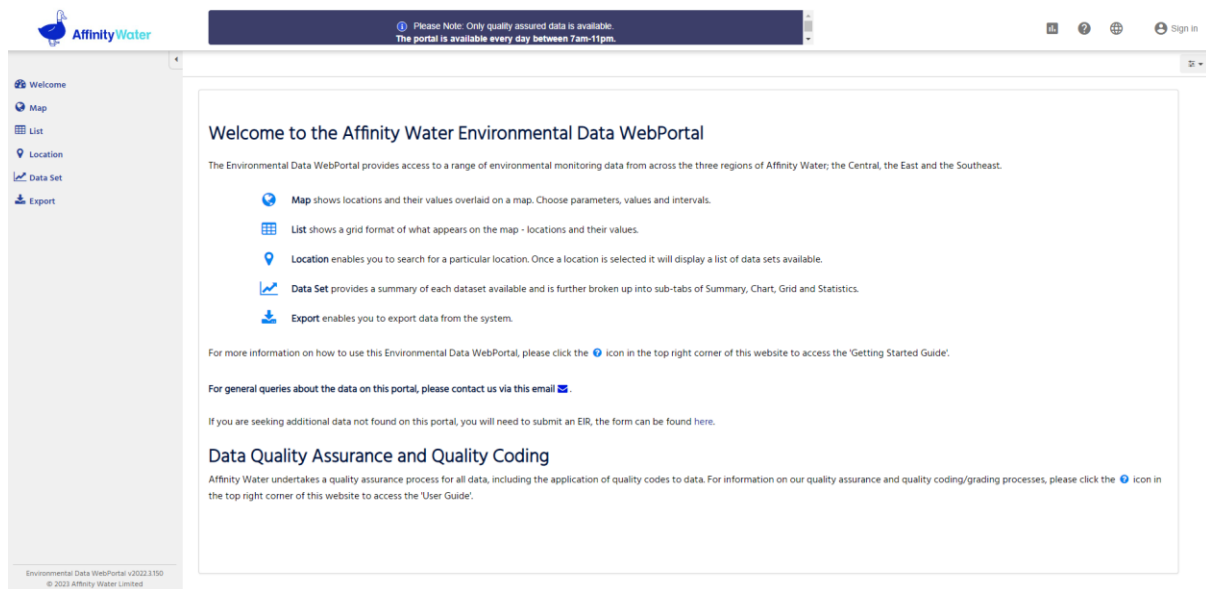 AffinityWater
Please Note: Only quality assured data is available.
The portal is available every day between 7am-11pm.
Sign in
Welcome
Map
List
Location
Data Set
Export
Welcome to the Affinity Water Environmental Data WebPortal
The Environmental Data WebPortal provides access to a range of environmental monitoring data from across the three regions of Affinity Water; the Central, the East and the Southeast.
Map shows locations and their values overlaid on a map. Choose parameters, values and intervals.
List shows a grid format of what appears on the map - locations and their values.
Location enables you to search for a particular location. Once a location is selected it will display a list of data sets available.
Data Set provides a summary of each dataset available and is further broken up into sub-tabs of Summary, Chart, Grid and Statistics.
Export enables you to export data from the system.
For more information on how to use this Environmental Data WebPortal, please click the ? icon in the top right corner of this website to access the 'Getting Started Guide'.
For general queries about the data on this portal, please contact us via this email .
If you are seeking additional data not found on this portal, you will need to submit an EIR, the form can be found here.
Data Quality Assurance and Quality Coding
Affinity Water undertakes a quality assurance process for all data, including the application of quality codes to data. For information on our quality assurance and quality coding/grading processes, please click the ? icon in
the top right corner of this website to access the 'User Guide'.
Environmental Data WebPortal v2022.3.150
© 2023 Affinity Water Limited